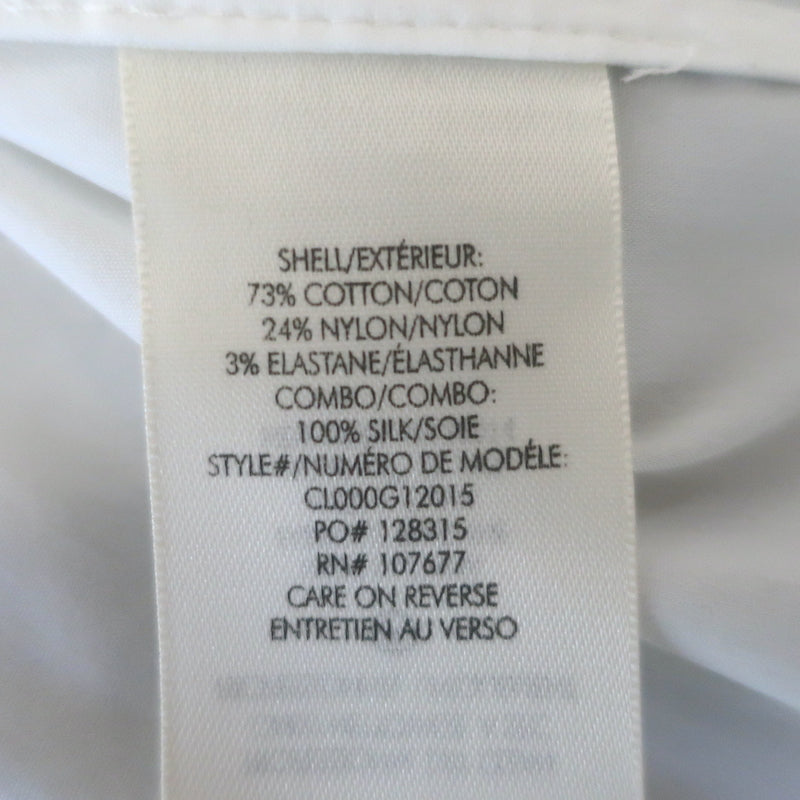 SHELL/EXTÉRIEUR:
73% COTTON/COTON
24% NYLON/NYLON
3% ELASTANE/ÉLASTHANNE
COMBO/COMBO:
100% SILK/SOIE
STYLE#/NUMÉRO DE MODÉLE:
CL000G12015
PO# 128315
RN# 107677
CARE ON REVERSE
ENTRETIEN AU VERSO